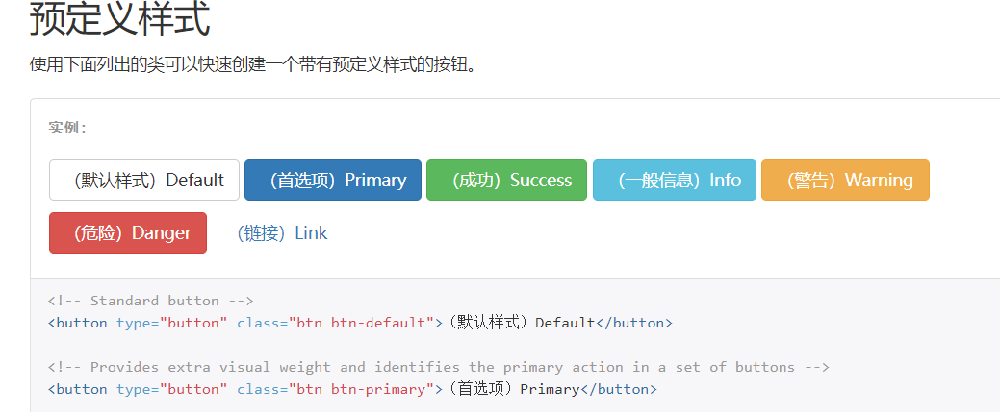 预定义样式
使用下面列出的类可以快速创建一个带有预定义样式的按钮。
实例：
（默认样式）Default （首选项）Primary （成功）Success （一般信息）Info （警告）Warning
（危险）Danger （链接）Link
<!-- Standard button -->
<button type="button" class="btn btn-default">（默认样式）Default</button>
<!-- Provides extra visual weight and identifies the primary action in a set of buttons -->
<button type="button" class="btn btn-primary">（首选项）Primary</button>